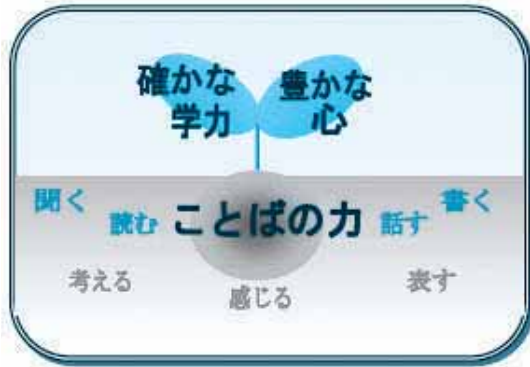 確かな
学力
豊かな
心
聞く
読む
ことばの力
話す
書く
考える
感じる
表す